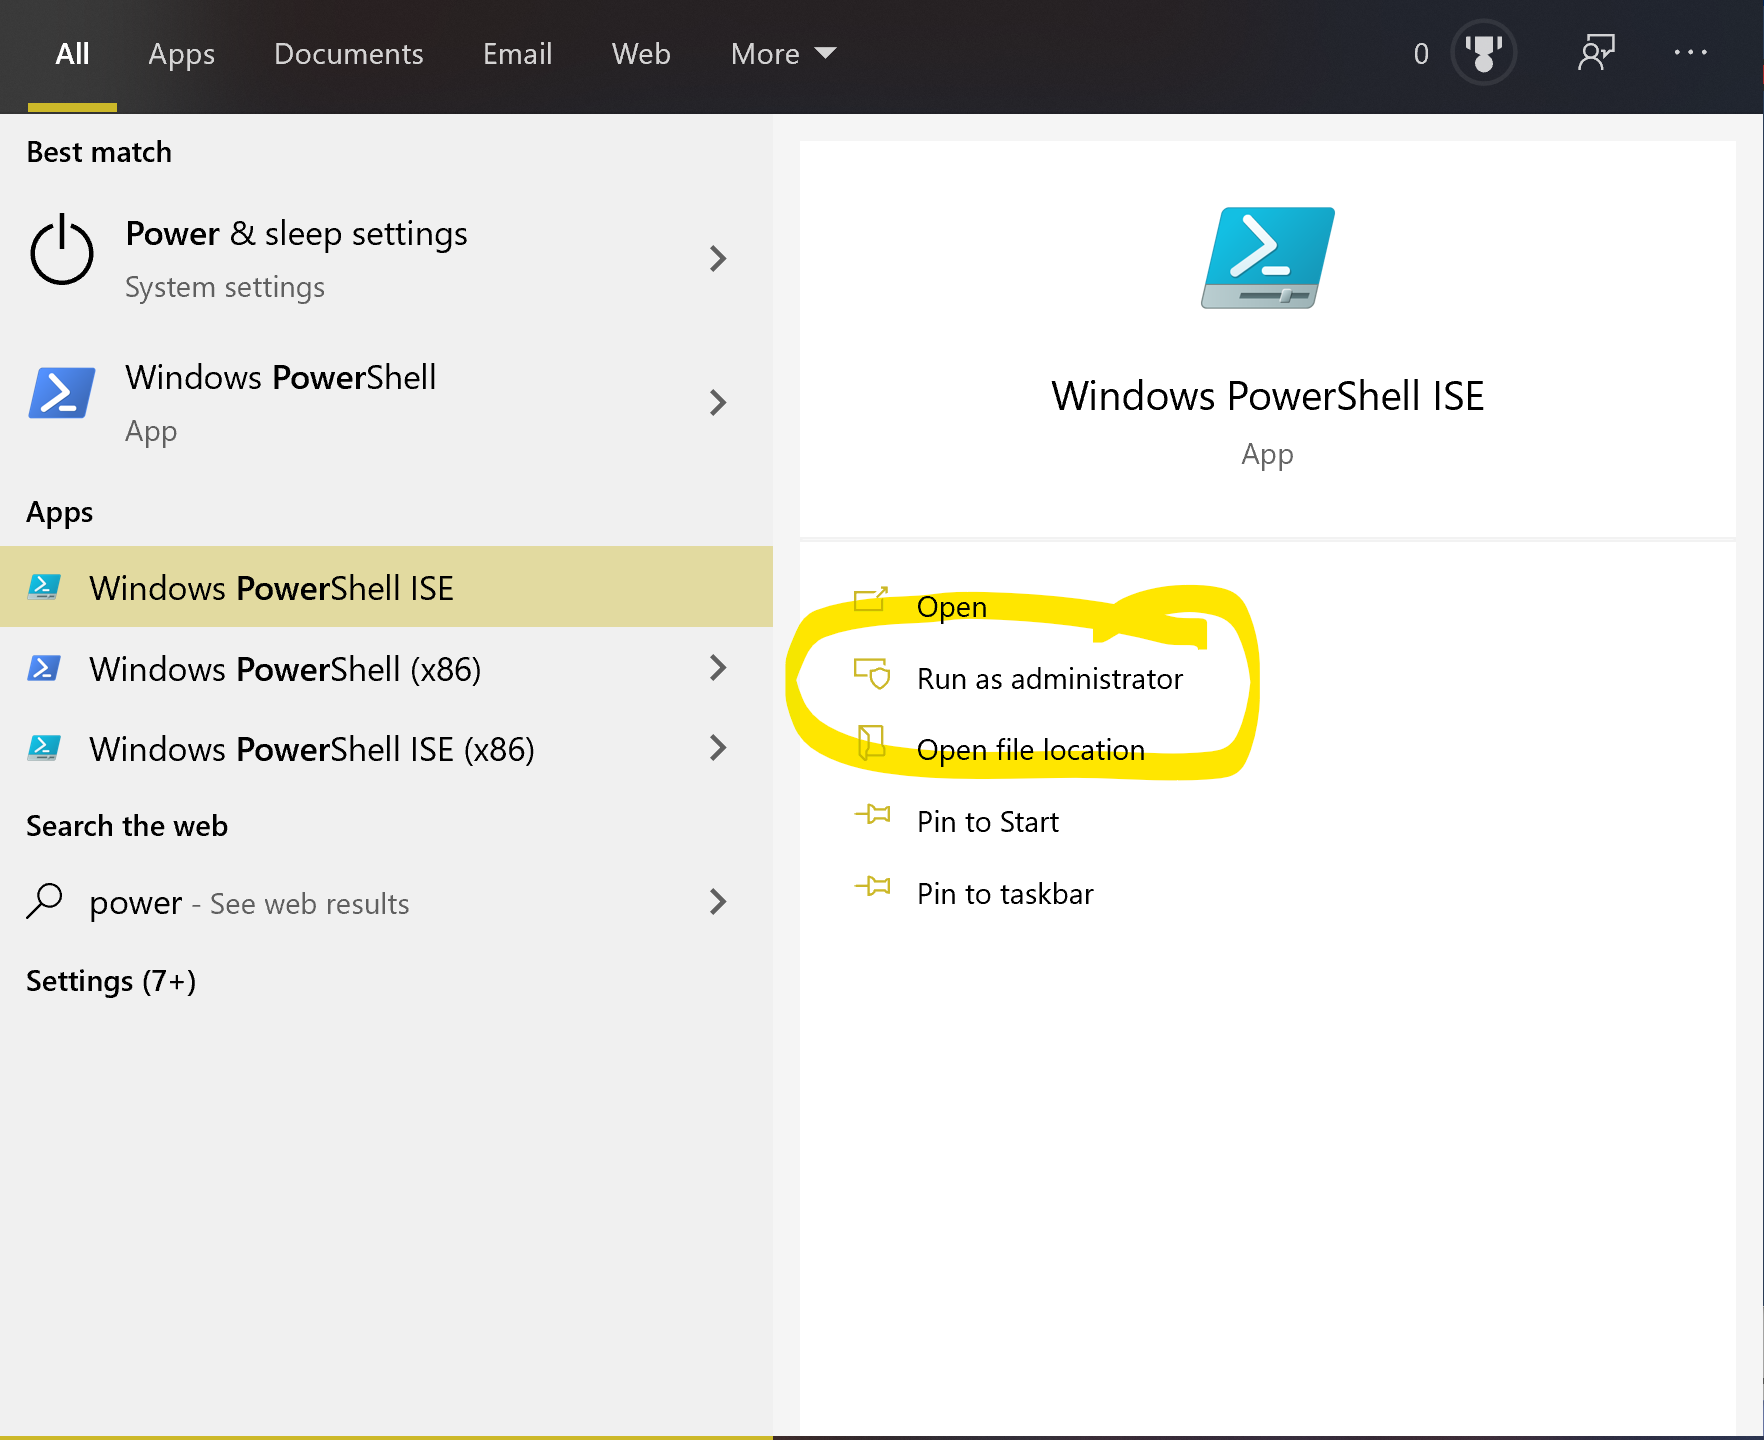 All Apps Documents Email Web More 0 ...
Best match
Power & sleep settings
System settings
Windows PowerShell
App
Apps
Windows PowerShell ISE
Windows PowerShell (x86)
Windows PowerShell ISE (x86)
Search the web
power - See web results
Settings (7+)
Windows PowerShell ISE
App
Open
Run as administrator
Open file location
Pin to Start
Pin to taskbar